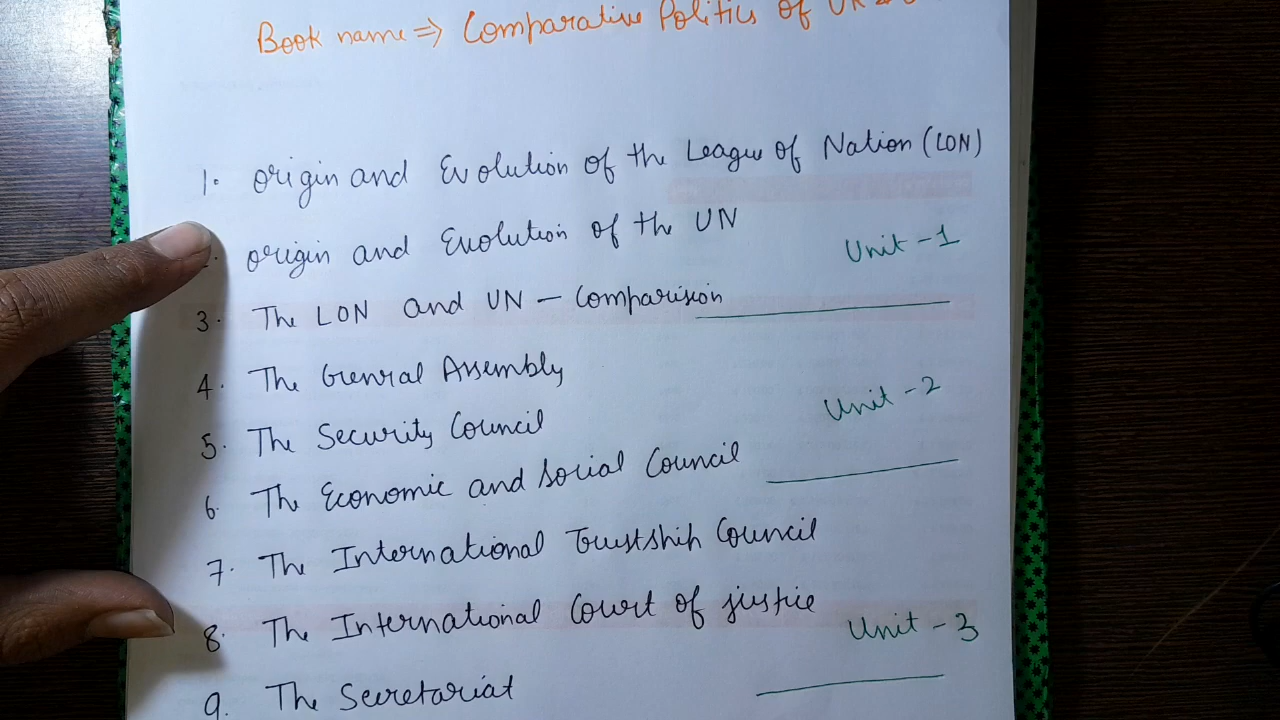 Book name ⇒ Comparative Politics of UK
1. Origin and Evolution of the League of Nation (LON)
2. Origin and Evolution of the UN
Unit - 1
3. The LON and UN – Comparision
4. The General Assembly
Unit - 2
5. The Security Council
6. The Economic and Social Council
7. The International Trustship Council
8. The International Court of justice
Unit - 3
9. The Secretariat